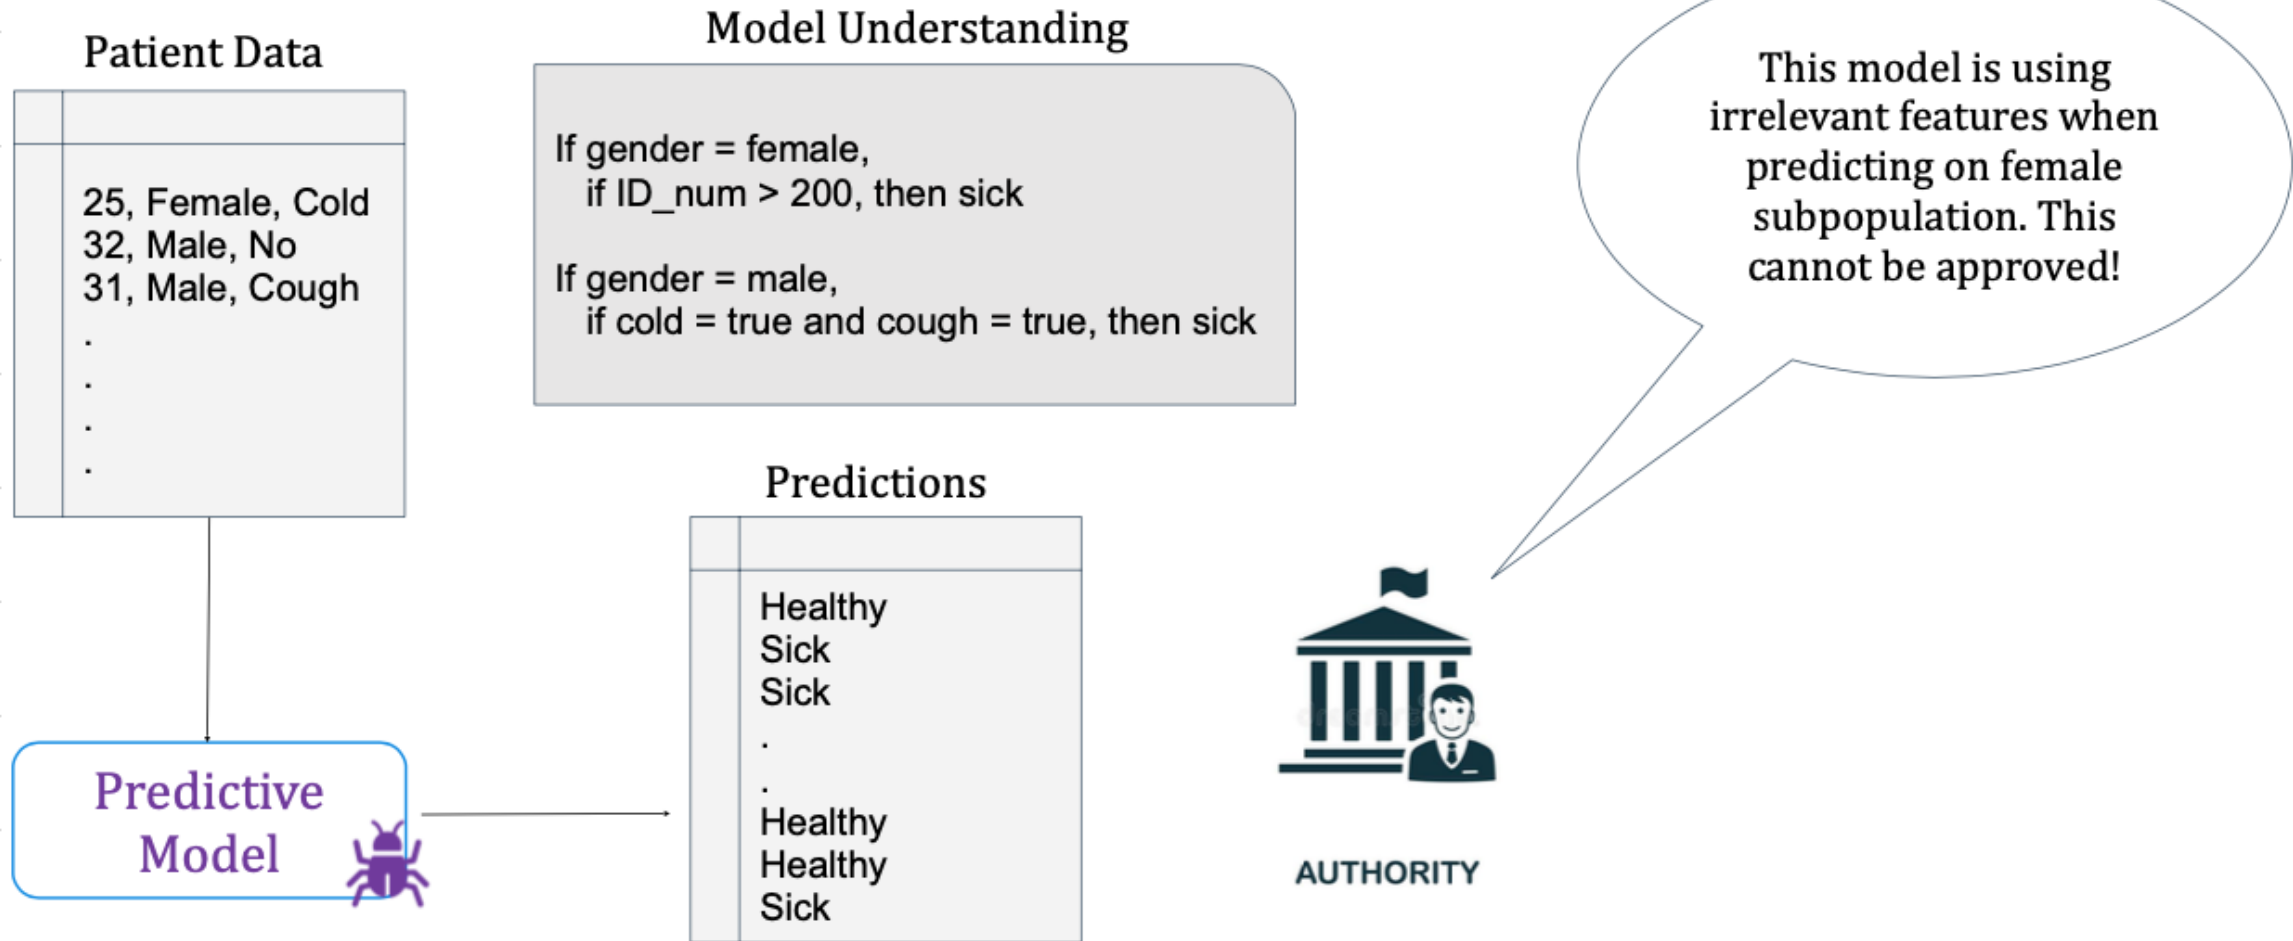 Patient Data
25, Female, Cold
32, Male, No
31, Male, Cough
.
.
.
.
Predictive
Model
Model Understanding
If gender = female,
if ID_num > 200, then sick
If gender = male,
if cold = true and cough = true, then sick
Predictions
Healthy
Sick
Sick
.
.
Healthy
Healthy
Sick
This model is using
irrelevant features when
predicting on female
subpopulation. This
cannot be approved!
AUTHORITY